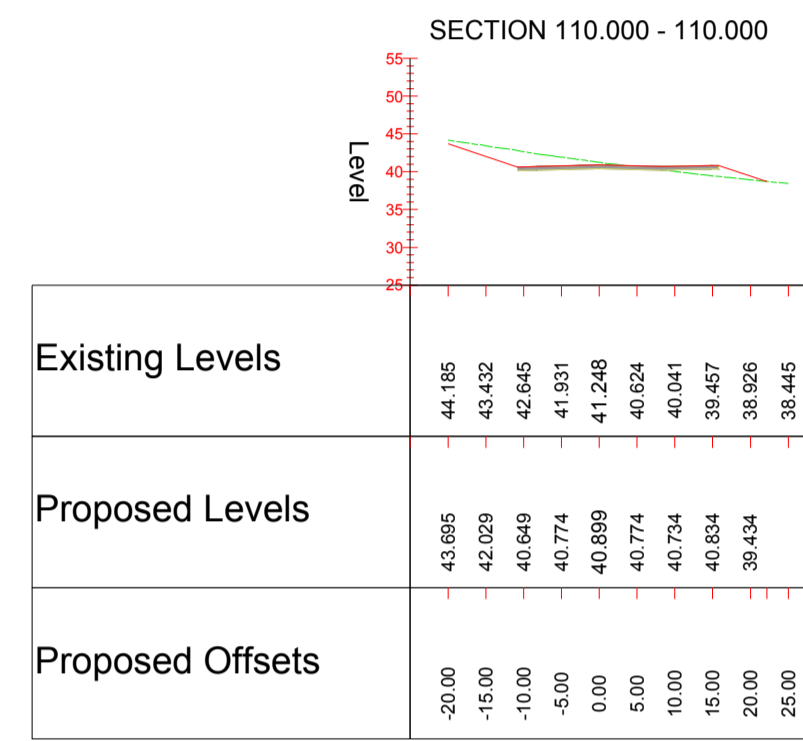 SECTION 110.000 - 110.000
55
50
45
40
35
30
25
Level
Existing Levels
44.185 43.432 42.645 41.931 41.248 40.624 40.041 39.457 38.926 38.445
Proposed Levels
43.695 42.029 40.649 40.774 40.899 40.774 40.734 40.834 39.434
Proposed Offsets
-20.00 -15.00 -10.00 -5.00 0.00 5.00 10.00 15.00 20.00 25.00